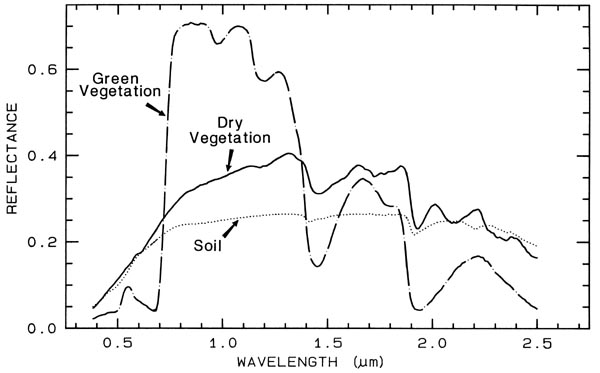 0.6
Green
Vegetation
Dry
Vegetation
0.4
REFLECTANCE
0.2
Soil
0.0
0.5 1.0 1.5 2.0 2.5
WAVELENGTH (μm)